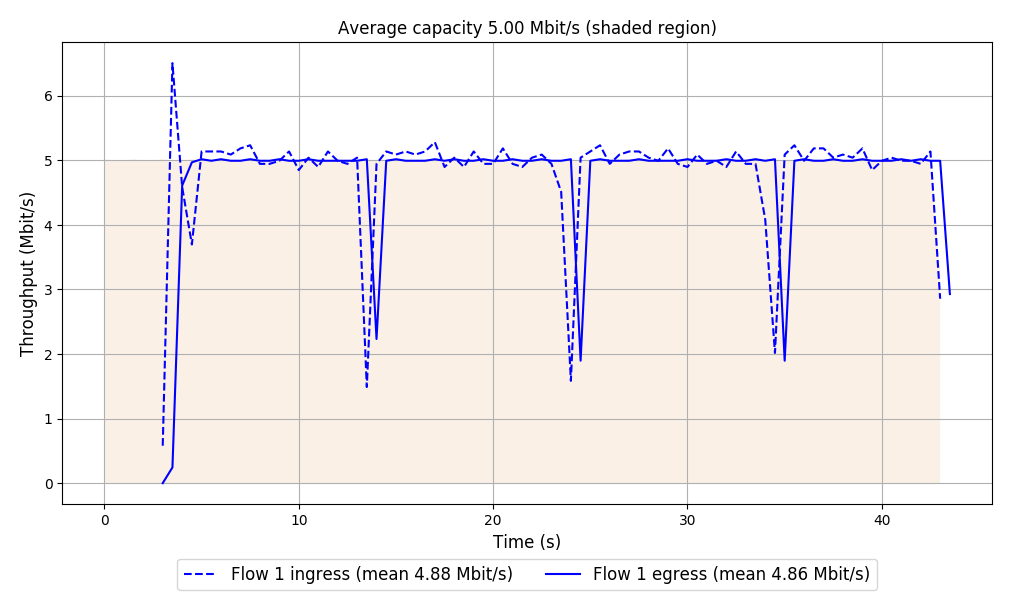 Average capacity 5.00 Mbit/s (shaded region)
Throughput (Mbit/s)
6
5
4
3
2
1
0
0 10 20 30 40
Time (s)
Flow 1 ingress (mean 4.88 Mbit/s) Flow 1 egress (mean 4.86 Mbit/s)